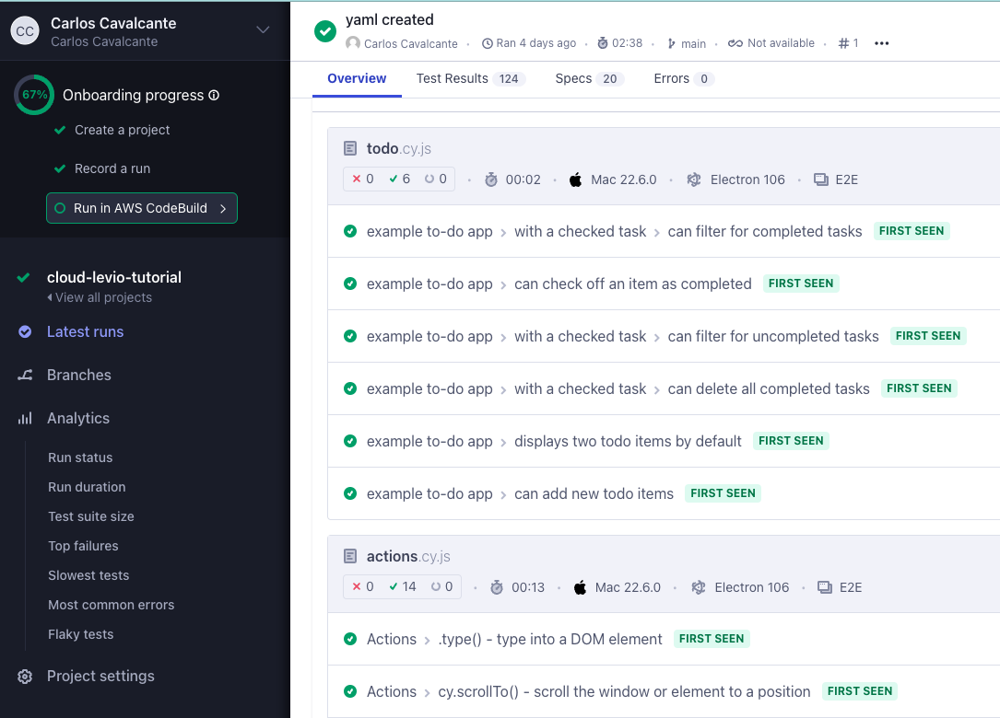 CC
Carlos Cavalcante
Carlos Cavalcante
67%
Onboarding progress
Create a project
Record a run
Run in AWS CodeBuild
cloud-levio-tutorial
View all projects
Latest runs
Branches
Analytics
Run status
Run duration
Test suite size
Top failures
Slowest tests
Most common errors
Flaky tests
Project settings
yaml created
Carlos Cavalcante · Ran 4 days ago · 02:38 · main · Not available · # 1 ...
Overview Test Results 124 Specs 20 Errors 0
todo.cy.js
0 6 0 · 00:02 · Mac 22.6.0 · Electron 106 · E2E
example to-do app > with a checked task > can filter for completed tasks FIRST SEEN
example to-do app > can check off an item as completed FIRST SEEN
example to-do app > with a checked task > can filter for uncompleted tasks FIRST SEEN
example to-do app > with a checked task > can delete all completed tasks FIRST SEEN
example to-do app > displays two todo items by default FIRST SEEN
example to-do app > can add new todo items FIRST SEEN
actions.cy.js
0 14 0 · 00:13 · Mac 22.6.0 · Electron 106 · E2E
Actions > .type() - type into a DOM element FIRST SEEN
Actions > cy.scrollTo() - scroll the window or element to a position FIRST SEEN